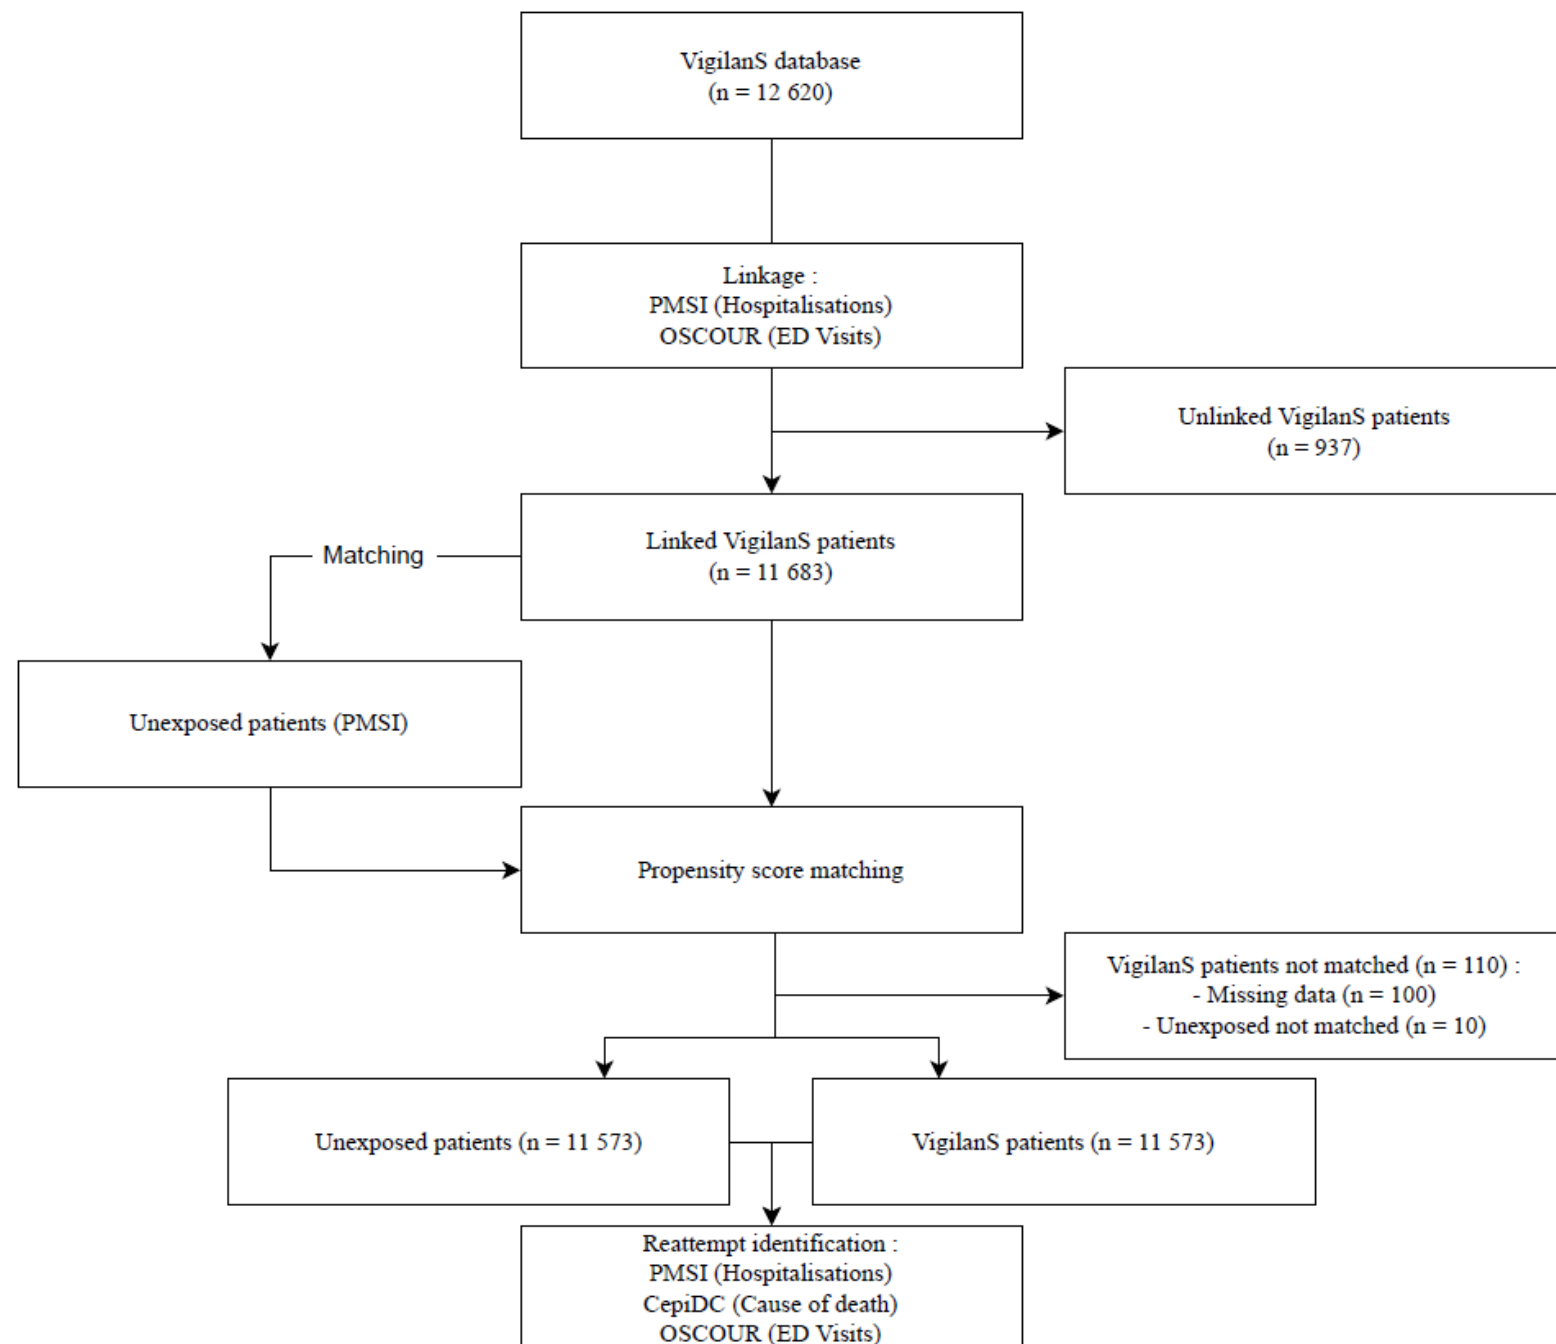 VigilanS database
(n = 12 620)
Linkage :
PMSI (Hospitalisations)
OSCOUR (ED Visits)
Unlinked VigilanS patients
(n = 937)
Linked VigilanS patients
(n = 11 683)
Matching
Unexposed patients (PMSI)
Propensity score matching
VigilanS patients not matched (n = 110) :
- Missing data (n = 100)
- Unexposed not matched (n = 10)
Unexposed patients (n = 11 573)
VigilanS patients (n = 11 573)
Reattempt identification :
PMSI (Hospitalisations)
CepiDC (Cause of death)
OSCOUR (ED Visits)